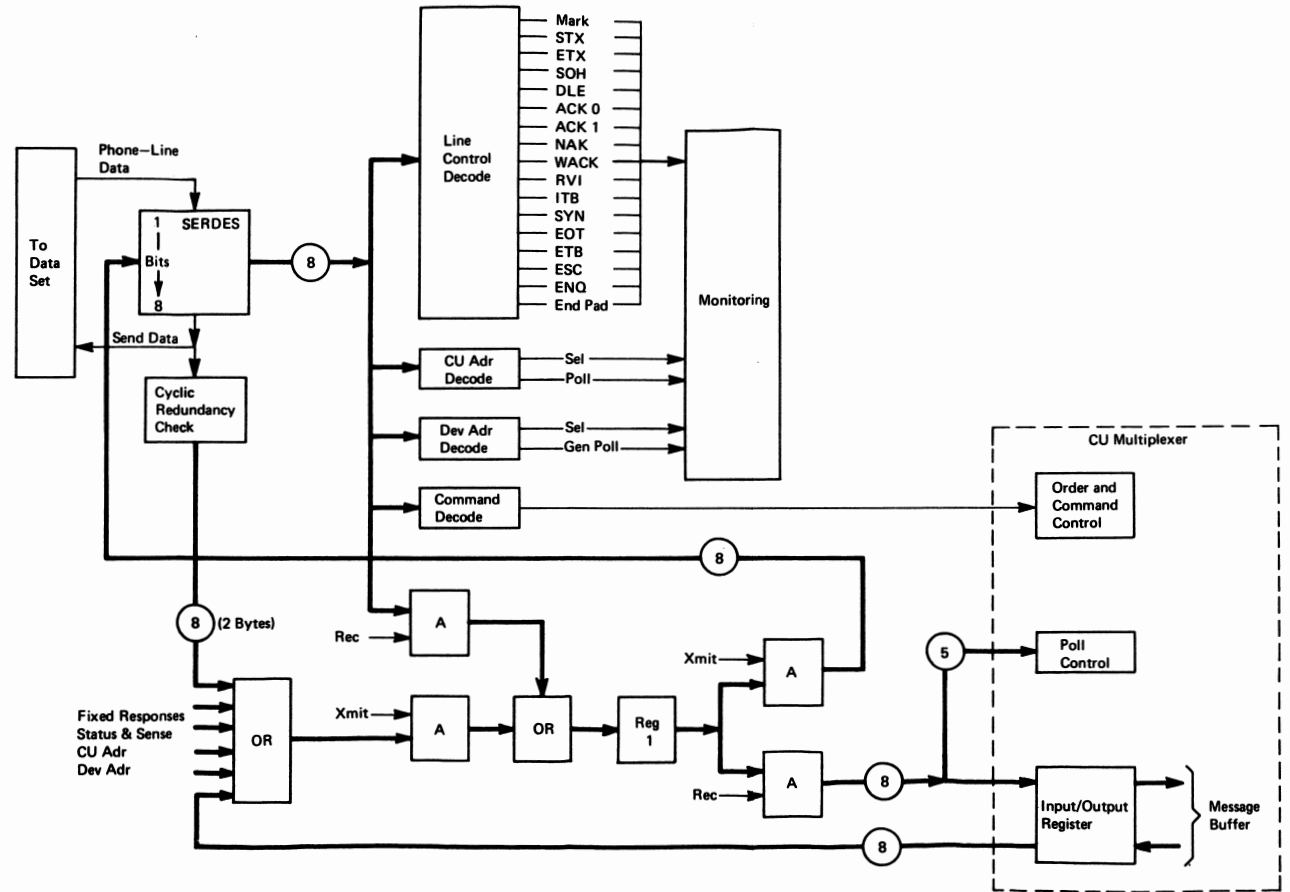 Mark
STX
ETX
SOH
DLE
ACK 0
ACK 1
NAK
WACK
RVI
ITB
SYN
EOT
ETB
ESC
ENQ
End Pad
Line
Control
Decode
Phone-Line
Data
To
Data
Set
1 SERDES
Bits
8
8
Send Data
Cyclic
Redundancy
Check
Monitoring
CU Adr
Decode
Sel
Poll
Dev Adr
Decode
Sel
Gen Poll
Command
Decode
CU Multiplexer
Order and
Command
Control
8
8 (2 Bytes)
Rec
A
Xmit
A
5
Poll
Control
Fixed Responses
Status & Sense
CU Adr
Dev Adr
OR
Xmit
A
OR
Reg
1
Rec
A
8
Input/Output
Register
Message
Buffer
8